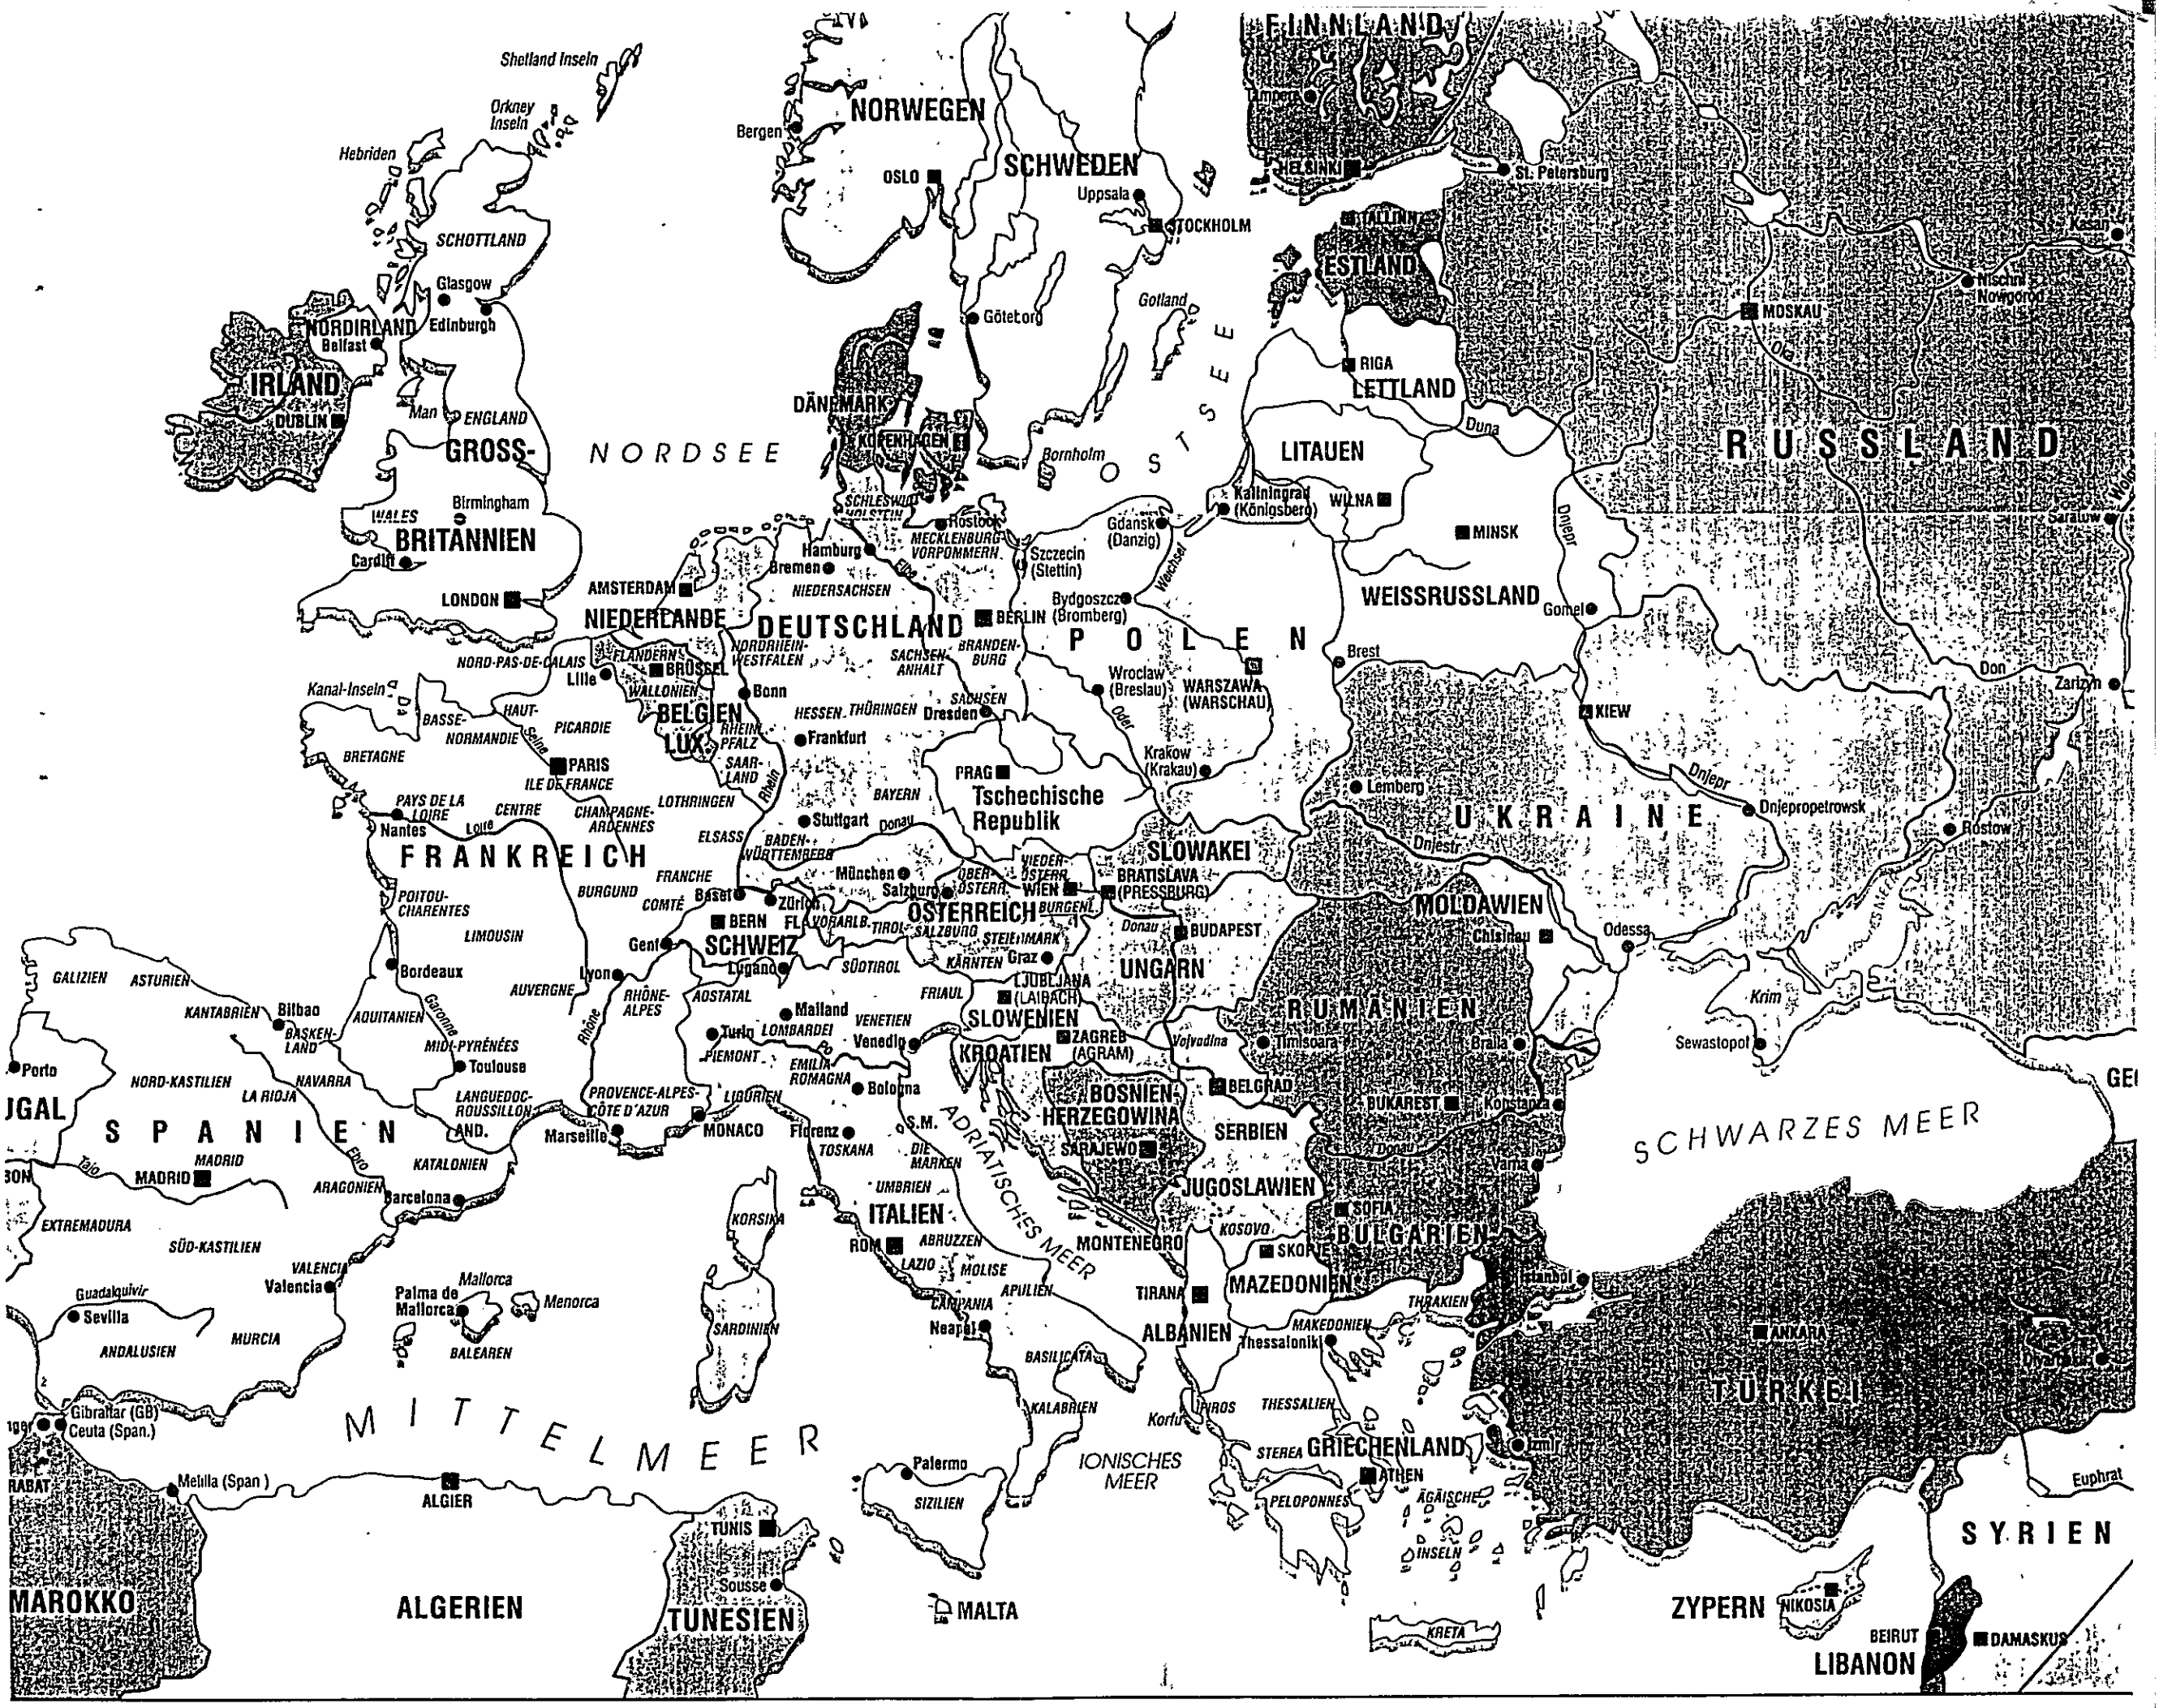 FINNLAND
Shetland Inseln
Orkney
Inseln
NORWEGEN
Tampere
Bergen
Hebriden
SCHWEDEN
HELSINKI
St. Petersburg
OSLO
Uppsala
STOCKHOLM
TALLINN
Kasan
SCHOTTLAND
ESTLAND
Nischni
Nowgorod
Glasgow
Edinburgh
Gotland
Göteborg
MOSKAU
NORDIRLAND
Belfast
Oka
IRLAND
RIGA
LETTLAND
DÄNEMARK
Man
ENGLAND
DUBLIN
Duna
RUSSLAND
KOPENHAGEN
GROSS-
NORDSEE
OSTSEE
Bornholm
LITAUEN
SCHLESWIG
HOLSTEIN
Kaliningrad
(Königsberg)
WILNA
Birmingham
WALES
Rostock
Gdansk
(Danzig)
Dnjepr
Saratow
MINSK
BRITANNIEN
MECKLENBURG
VORPOMMERN
Hamburg
Bremen
Elbe
Szczecin
(Stettin)
Weichsel
Cardiff
AMSTERDAM
NIEDERSACHSEN
LONDON
WEISSRUSSLAND
Gomel
Bydgoszcz
(Bromberg)
NIEDERLANDE
DEUTSCHLAND
BERLIN
POLEN
NORDRHEIN-
WESTFALEN
SACHSEN-
ANHALT
BRANDEN-
BURG
NORD-PAS-DE-CALAIS
FLANDERN
BRÜSSEL
Brest
Don
Lille
WALLONIEN
Bonn
Wroclaw
(Breslau)
WARSZAWA
(WARSCHAU)
Zarizyn
Kanal-Inseln
BELGIEN
HESSEN
THÜRINGEN
SACHSEN
Dresden
Oder
KIEW
BASSE-
NORMANDIE
HAUT-
Seine
PICARDIE
LUX.
RHEIN
PFALZ
Frankfurt
BRETAGNE
SAAR-
LAND
Krakow
(Krakau)
PARIS
ILE DE FRANCE
Rhein
PRAG
Dnjepr
Lemberg
Tschechische
Republik
PAYS DE LA
LOIRE
CENTRE
CHAMPAGNE-
ARDENNES
LOTHRINGEN
BAYERN
UKRAINE
Dnjepropetrowsk
Nantes
Loire
ELSASS
Stuttgart
Donau
Rostow
FRANKREICH
BADEN-
WÜRTTEMBERG
SLOWAKEI
Dnjestr
München
Salzburg
OBER-
ÖSTERR.
NIEDER-
ÖSTERR.
WIEN
BRATISLAVA
(PRESSBURG)
POITOU-
CHARENTES
BURGUND
FRANCHE
COMTÉ
Basel
Zürich
ÖSTERREICH
BURGENL.
MOLDAWIEN
BERN
FL
VORARLB.
TIROL
SALZBURG
STEIERMARK
Donau
BUDAPEST
Chisinau
Odessa
LIMOUSIN
Genf
SCHWEIZ
Lugano
SÜDTIROL
KÄRNTEN
Graz
UNGARN
GALIZIEN
ASTURIEN
Bordeaux
Lyon
AUVERGNE
RHÔNE-
ALPES
AOSTATAL
FRIAUL
LJUBLJANA
(LAIBACH)
RUMÄNIEN
Krim
KANTABRIEN
Bilbao
BASKEN-
LAND
AQUITANIEN
Garonne
Rhône
Mailand
LOMBARDEI
VENETIEN
SLOWENIEN
Turin
PIEMONT
Po
Venedig
ZAGREB
(AGRAM)
Vojvodina
Timisoara
Braila
Sewastopol
KROATIEN
MIDI-PYRÉNÉES
Toulouse
EMILIA
ROMAGNA
Bologna
Porto
NORD-KASTILIEN
NAVARRA
LA RIOJA
LANGUEDOC-
ROUSSILLON
PROVENCE-ALPES-
CÔTE D'AZUR
LIGURIEN
BOSNIEN-
HERZEGOWINA
BELGRAD
BUKAREST
Konstanta
UGAL
SPANIEN
AND.
Marseille
MONACO
Florenz
TOSKANA
S.M.
DIE
MARKEN
ADRIATISCHES MEER
SARAJEWO
SERBIEN
SCHWARZES MEER
Donau
Varna
MADRID
MADRID
Tajo
Ebro
KATALONIEN
ARAGONIEN
Barcelona
UMBRIEN
JUGOSLAWIEN
EXTREMADURA
SÜD-KASTILIEN
KORSIKA
ITALIEN
ROM
ABRUZZEN
MONTENEGRO
KOSOVO
SKOPJE
SOFIA
BULGARIEN
VALENCIA
Valencia
LAZIO
MOLISE
APULIEN
TIRANA
MAZEDONIEN
Istanbul
Guadalquivir
Sevilla
Palma de
Mallorca
Mallorca
Menorca
CAMPANIA
Neapel
THRAKIEN
MURCIA
ANDALUSIEN
BALEAREN
SARDINIEN
ALBANIEN
MAKEDONIEN
Thessaloniki
ANKARA
BASILICATA
TÜRKEI
Gibraltar (GB)
Ceuta (Span.)
MITTELMEER
KALABRIEN
Korfu
THESSALIEN
STEREA
GRIECHENLAND
Izmir
RABAT
Melilla (Span.)
ALGIER
Palermo
SIZILIEN
IONISCHES
MEER
ATHEN
PELOPONNES
ÄGÄISCHE
INSELN
Euphrat
SYRIEN
TUNIS
Sousse
MAROKKO
ALGERIEN
TUNESIEN
MALTA
KRETA
ZYPERN
NIKOSIA
BEIRUT
DAMASKUS
LIBANON